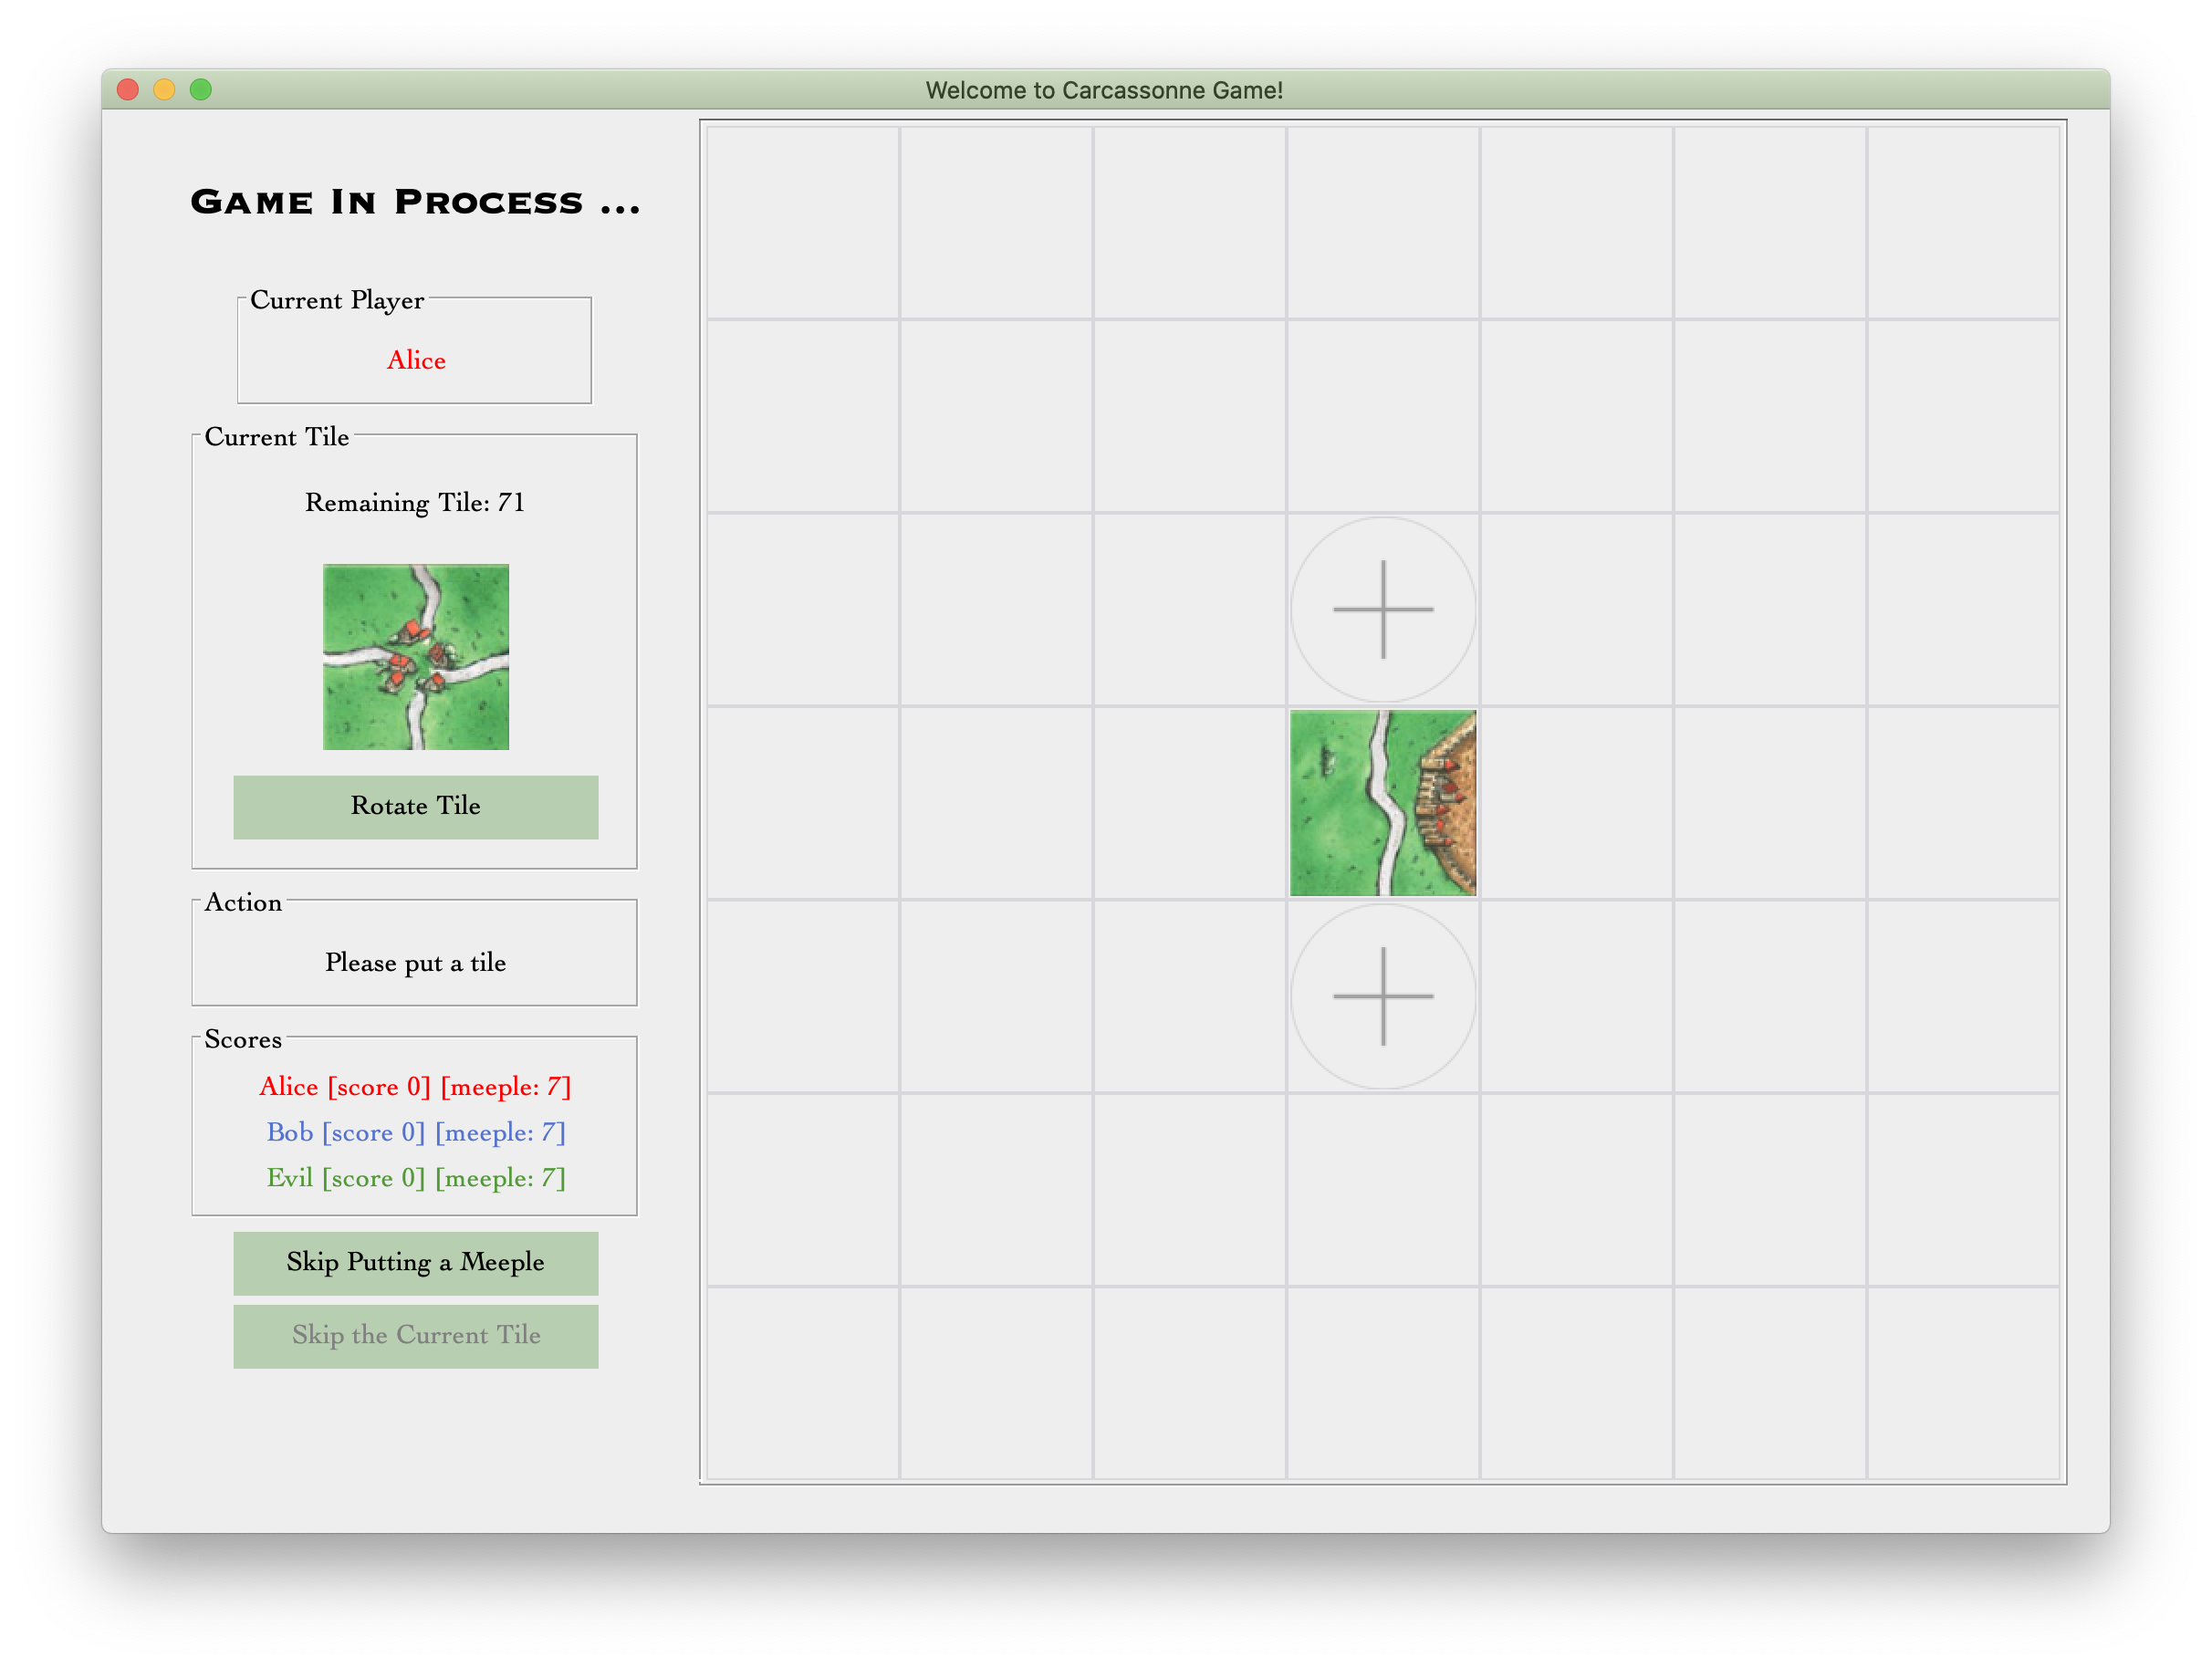 Welcome to Carcassonne Game!
Game In Process ...
Current Player
Alice
Current Tile
Remaining Tile: 71
Rotate Tile
Action
Please put a tile
Scores
Alice [score 0] [meeple: 7]
Bob [score 0] [meeple: 7]
Evil [score 0] [meeple: 7]
Skip Putting a Meeple
Skip the Current Tile